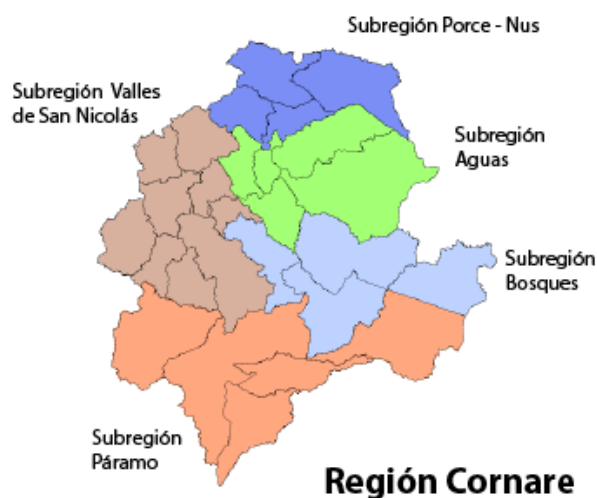 Subregión Porce - Nus
Subregión Valles
de San Nicolás
Subregión
Aguas
Subregión
Bosques
Subregión
Páramo
Región Cornare